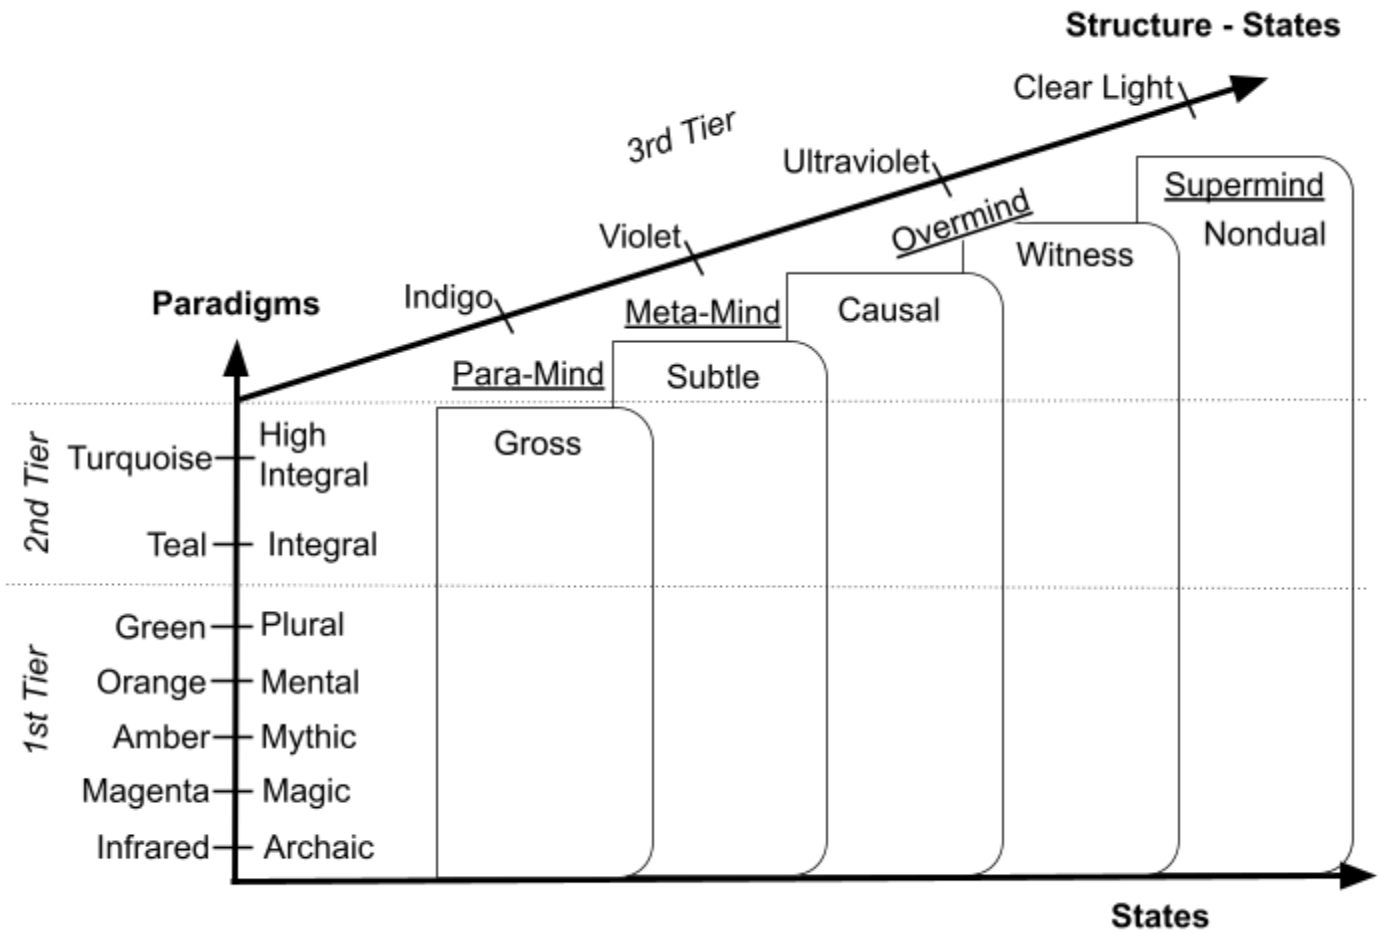 Structure - States
Clear Light
3rd Tier
Ultraviolet
Supermind
Overmind
Nondual
Violet
Witness
Indigo
Paradigms
Meta-Mind
Causal
Para-Mind
Subtle
2nd Tier
Turquoise
High
Integral
Gross
Teal
Integral
1st Tier
Green
Plural
Orange
Mental
Amber
Mythic
Magenta
Magic
Infrared
Archaic
States